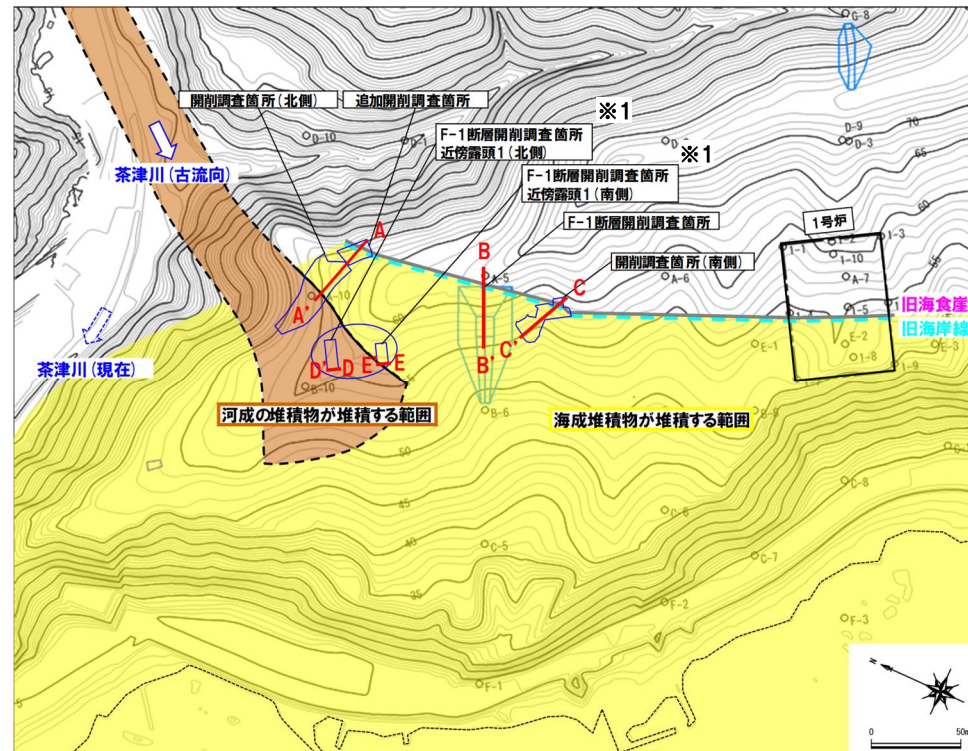 G-8
開削調査箇所(北側)
追加開削調査箇所
※1
F-1断層開削調査箇所
近傍露頭1(北側)
※1
F-1断層開削調査箇所
近傍露頭1(南側)
F-1断層開削調査箇所
開削調査箇所(南側)
D-10
D-1
D-9
D-3
70
65
60
55
茶津川(古流向)
茶津川(現在)
1号炉
1-1
1-2
1-3
1-10
A-7
1-5
A-5
A-6
A
A'
B
B'
C
C'
D'
D
E'
E
旧海食崖
旧海岸線
E-1
E-2
E-3
1-8
1-9
B-10
B-6
B-8
河成の堆積物が堆積する範囲
海成堆積物が堆積する範囲
50
45
40
35
C-5
C-6
C-7
C-8
F-1
F-2
F-3
N
0
50m